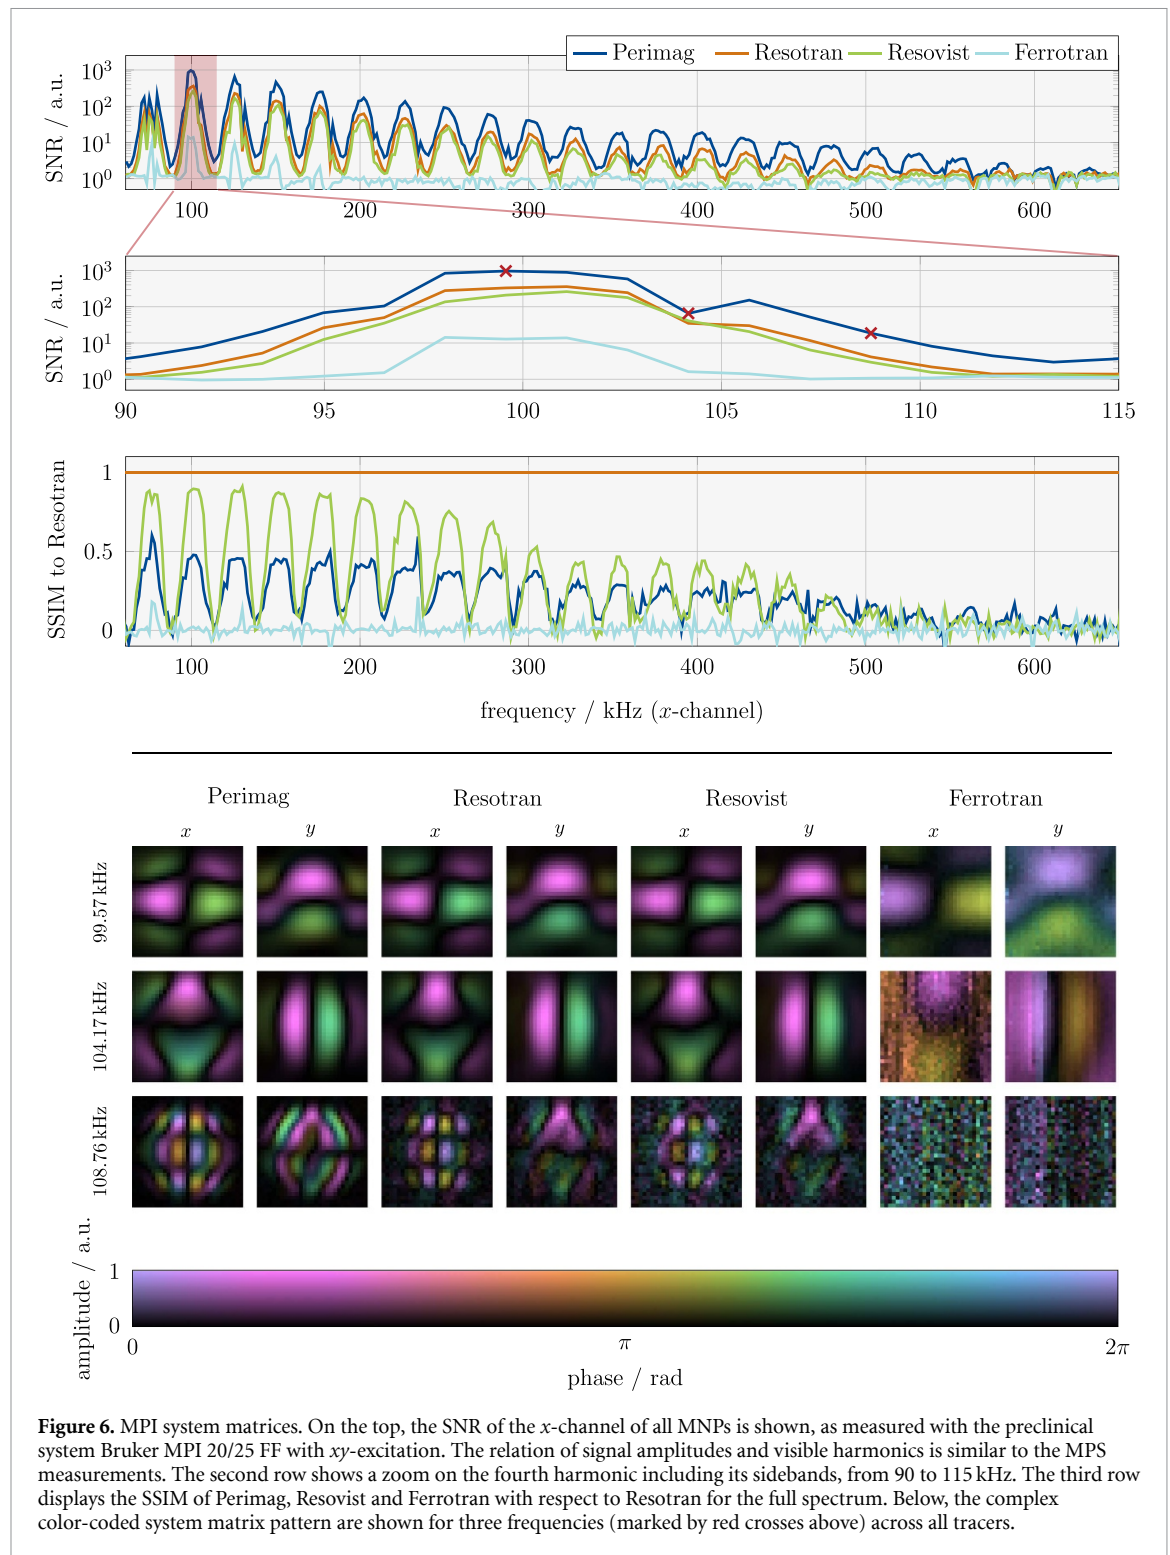 Perimag Resotran Resovist Ferrotran
SNR / a.u.
10³
10²
10¹
10⁰
100 200 300 400 500 600
SNR / a.u.
10³
10²
10¹
10⁰
90 95 100 105 110 115
SSIM to Resotran
1
0.5
0
100 200 300 400 500 600
frequency / kHz (x-channel)
Perimag Resotran Resovist Ferrotran
x y x y x y x y
99.57 kHz
104.17 kHz
108.76 kHz
amplitude / a.u.
1
0
0 π 2π
phase / rad
Figure 6. MPI system matrices. On the top, the SNR of the x-channel of all MNPs is shown, as measured with the preclinical
system Bruker MPI 20/25 FF with xy-excitation. The relation of signal amplitudes and visible harmonics is similar to the MPS
measurements. The second row shows a zoom on the fourth harmonic including its sidebands, from 90 to 115 kHz. The third row
displays the SSIM of Perimag, Resovist and Ferrotran with respect to Resotran for the full spectrum. Below, the complex
color-coded system matrix pattern are shown for three frequencies (marked by red crosses above) across all tracers.